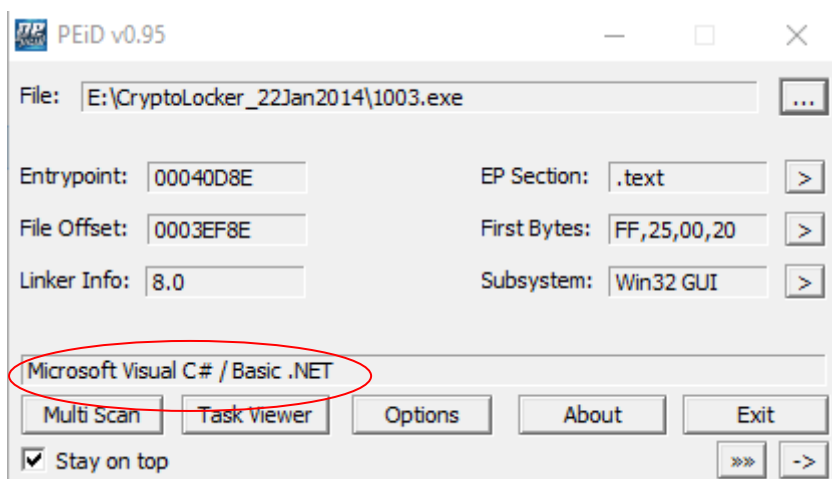 PEiD v0.95
File: E:\CryptoLocker_22Jan2014\1003.exe ...
Entrypoint: 00040D8E EP Section: .text >
File Offset: 0003EF8E First Bytes: FF,25,00,20 >
Linker Info: 8.0 Subsystem: Win32 GUI >
Microsoft Visual C# / Basic .NET
Multi Scan Task Viewer Options About Exit
Stay on top »» ->